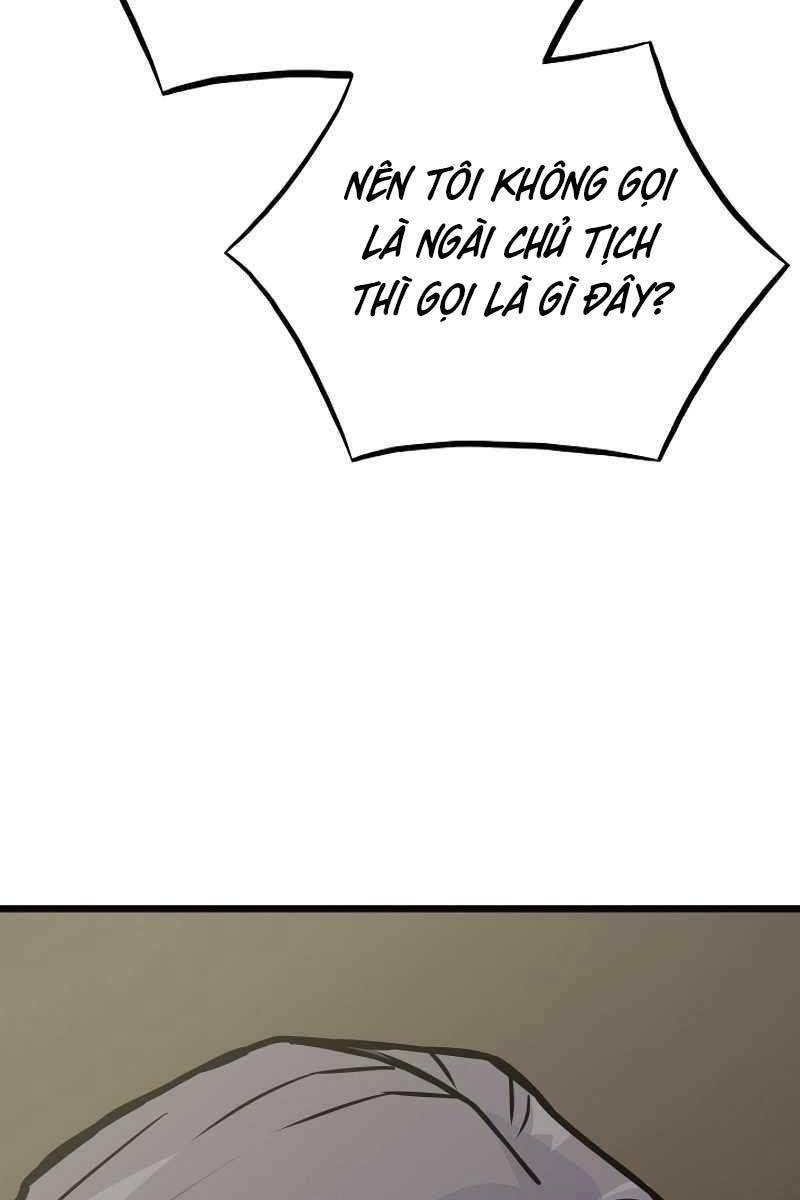 NÊN TÔI KHÔNG GỌI
LÀ NGÀI CHỦ TỊCH
THÌ GỌI LÀ GÌ ĐÂY?